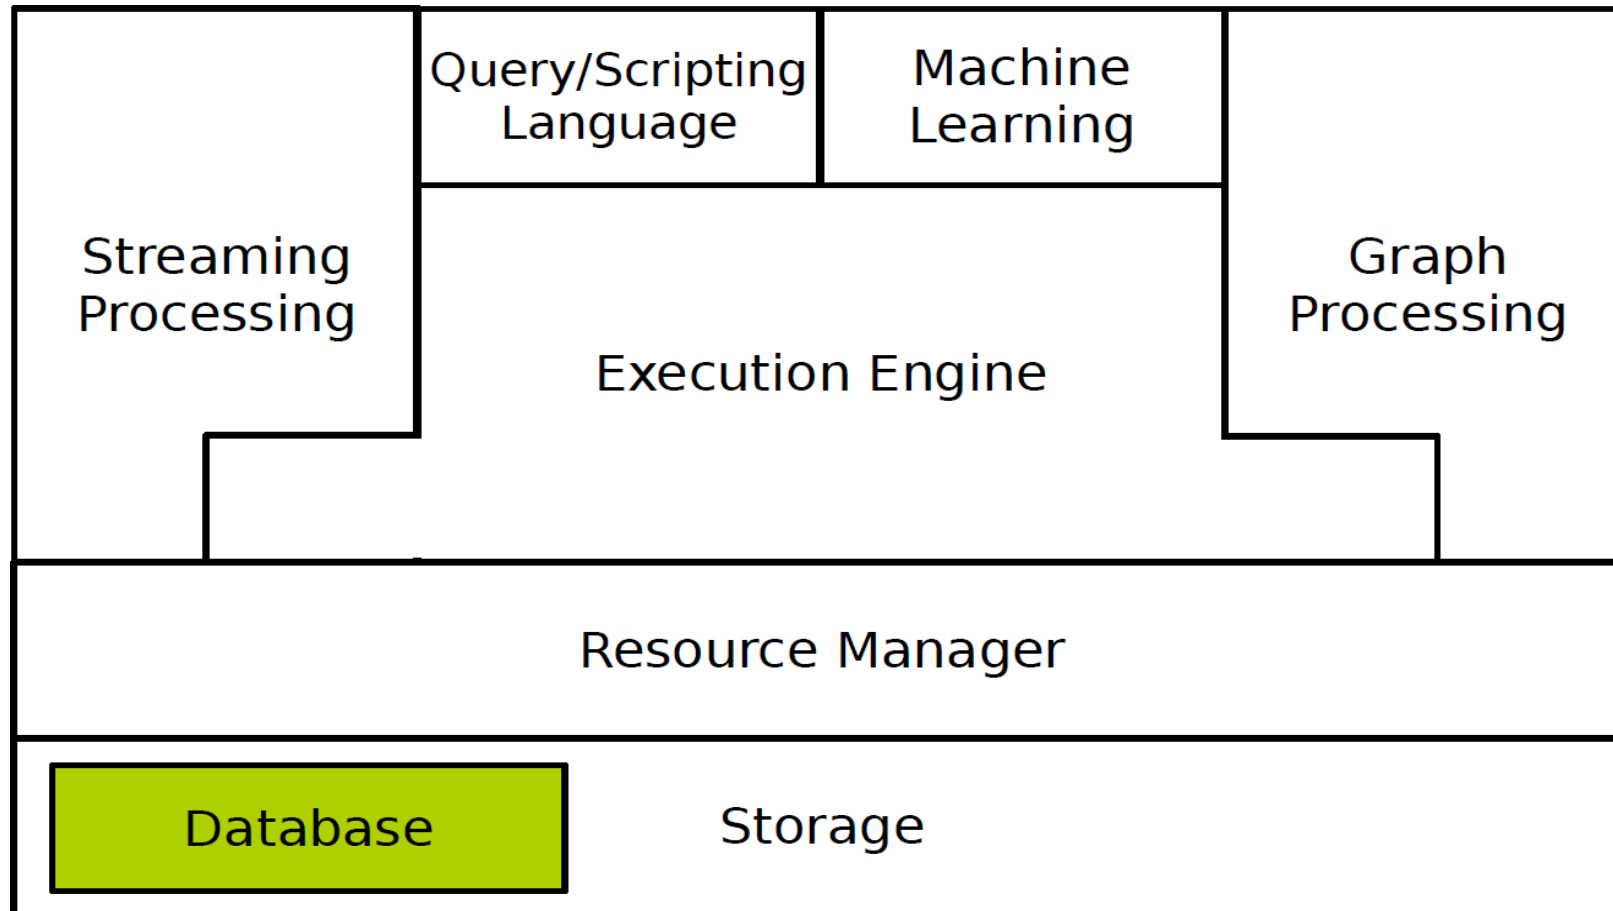 Query/Scripting
Language
Machine
Learning
Streaming
Processing
Graph
Processing
Execution Engine
Resource Manager
Database
Storage